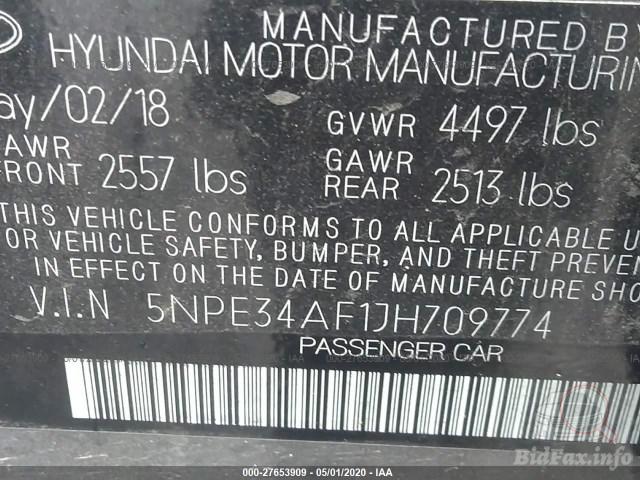 MANUFACTURED B
HYUNDAI MOTOR MANUFACTURIN
ay/02/18
GVWR 4497 lbs
GAWR
FRONT 2557 lbs
GAWR
REAR 2513 lbs
THIS VEHICLE CONFORMS TO ALL APPLICABLE U
OR VEHICLE SAFETY, BUMPER, AND THEFT PREVEN
IN EFFECT ON THE DATE OF MANUFACTURE SHO
V.I.N 5NPE34AF1JH709774
PASSENGER CAR
BidFax.info
000-27653909 - 05/01/2020 - IAA